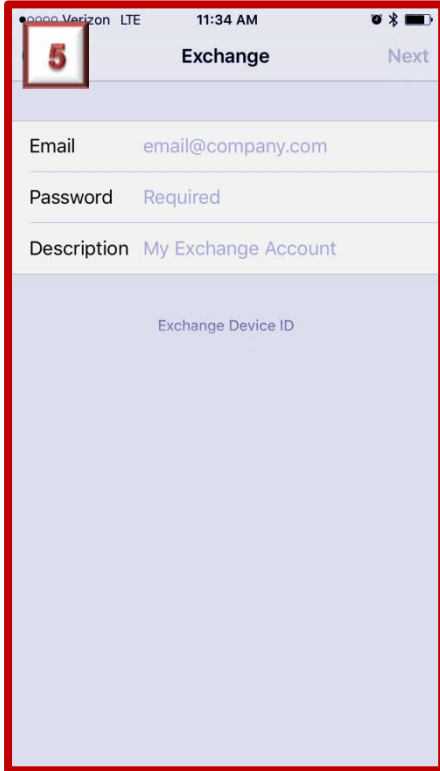 Verizon LTE 11:34 AM
5
Exchange Next
Email email@company.com
Password Required
Description My Exchange Account
Exchange Device ID